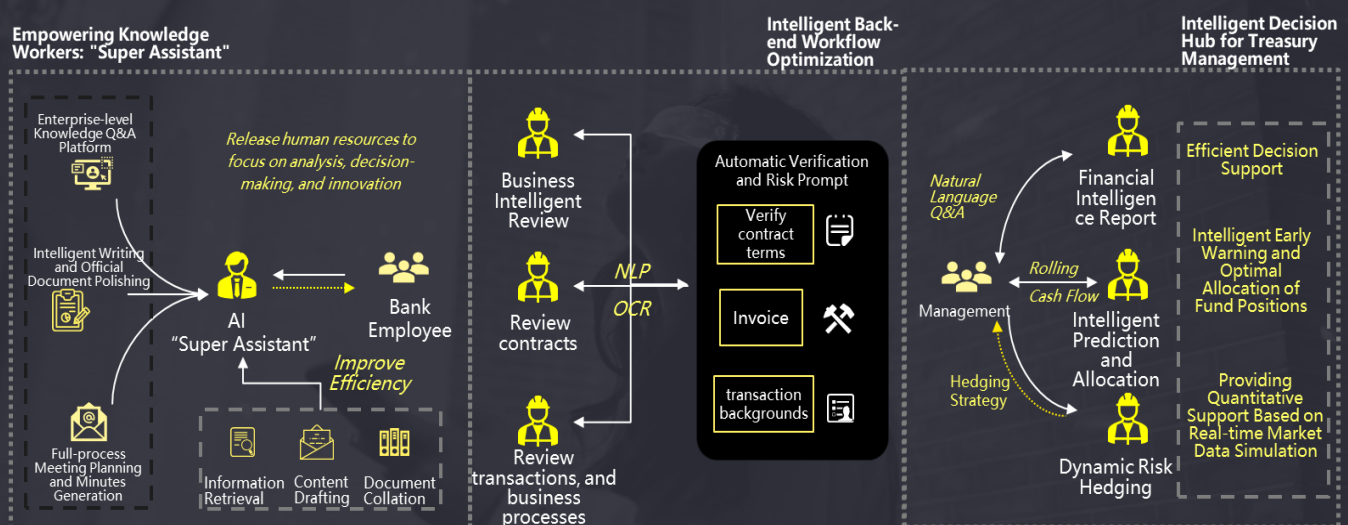 Empowering Knowledge
Workers: "Super Assistant"
Enterprise-level
Knowledge Q&A
Platform
Intelligent Writing
and Official
Document Polishing
Full-process
Meeting Planning
and Minutes
Generation
Release human resources to
focus on analysis, decision-
making, and innovation
AI
“Super Assistant”
Bank
Employee
Improve
Efficiency
Information
Retrieval
Content
Drafting
Document
Collation
Intelligent Back-
end Workflow
Optimization
Business
Intelligent
Review
Review
contracts
Review
transactions, and
business
processes
NLP
OCR
Automatic Verification
and Risk Prompt
Verify
contract
terms
Invoice
transaction
backgrounds
Intelligent Decision
Hub for Treasury
Management
Natural
Language
Q&A
Management
Rolling
Cash Flow
Hedging
Strategy
Financial
Intelligen
ce Report
Intelligent
Prediction
and
Allocation
Dynamic Risk
Hedging
Efficient Decision
Support
Intelligent Early
Warning and
Optimal
Allocation of
Fund Positions
Providing
Quantitative
Support Based on
Real-time Market
Data Simulation